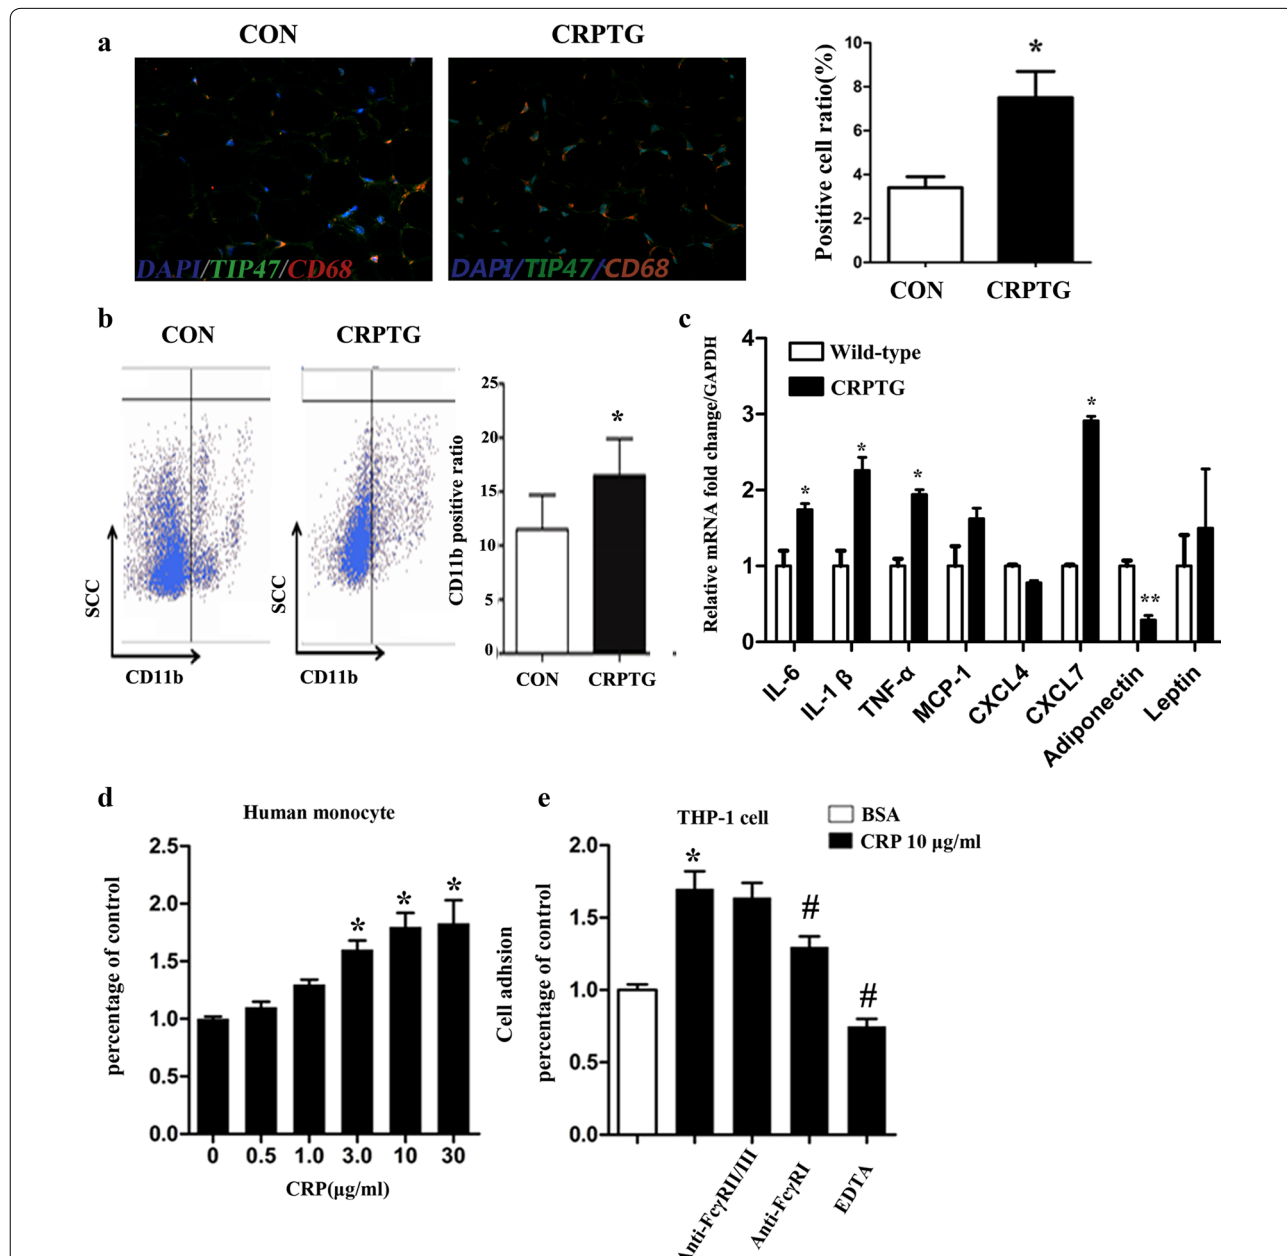 a
CON
CRPTG
DAPI/TIP47/CD68
DAPI/TIP47/CD68
Positive cell ratio(%)
10
8
6
4
2
0
CON
CRPTG
b
CON
CRPTG
SCC
CD11b
SCC
CD11b
CD11b positive ratio
25
20
15
10
5
0
*
*
CON
CRPTG
c
Relative mRNA fold change/GAPDH
4
3
2
1
0
Wild-type
CRPTG
*
*
*
*
**
IL-6
IL-1 β
TNF-α
MCP-1
CXCL4
CXCL7
Adiponectin
Leptin
d
Human monocyte
percentage of control
2.5
2.0
1.5
1.0
0.5
0.0
*
*
*
0
0.5
1.0
3.0
10
30
CRP(μg/ml)
e
THP-1 cell
BSA
CRP 10 μg/ml
Cell adhsion
percentage of control
2.0
1.5
1.0
0.5
0.0
*
#
#
Anti-FcγRII/III
Anti-FcγRI
EDTA